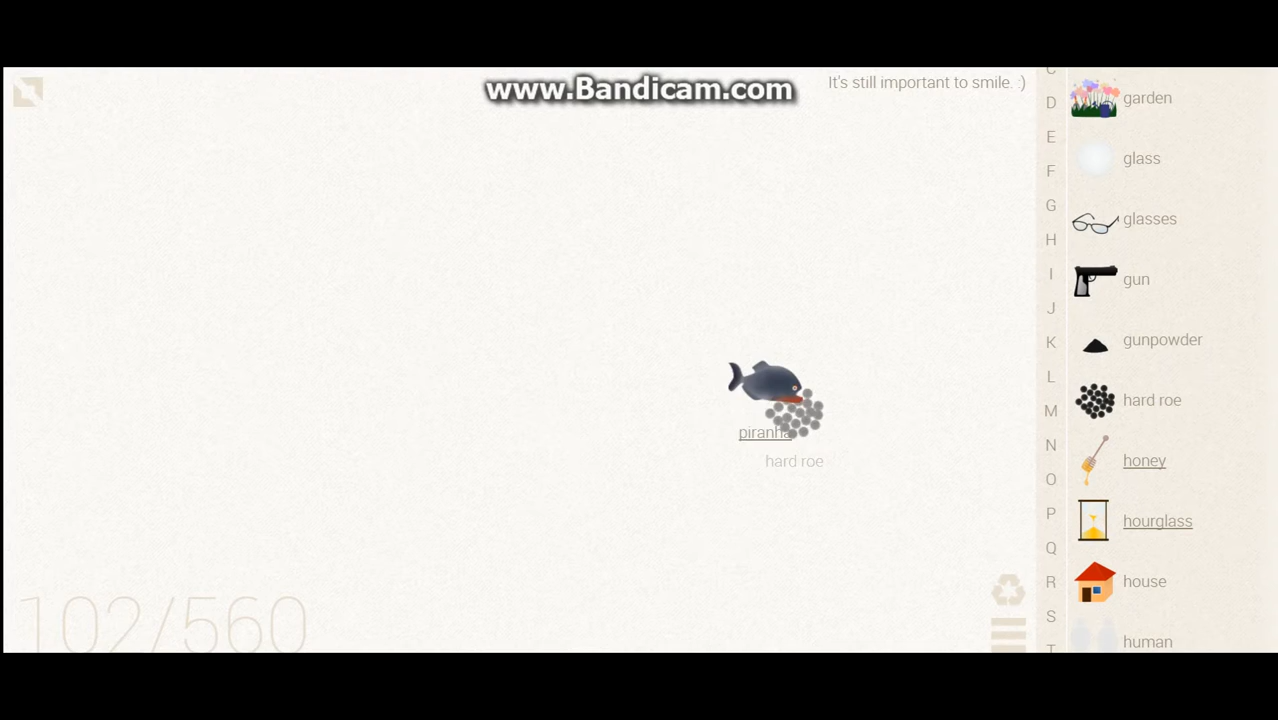 www.Bandicam.com
It's still important to smile. :)
C
D
E
F
G
H
I
J
K
L
M
N
O
P
Q
R
S
T
garden
glass
glasses
gun
gunpowder
hard roe
honey
hourglass
house
human
piranha
hard roe
102/560